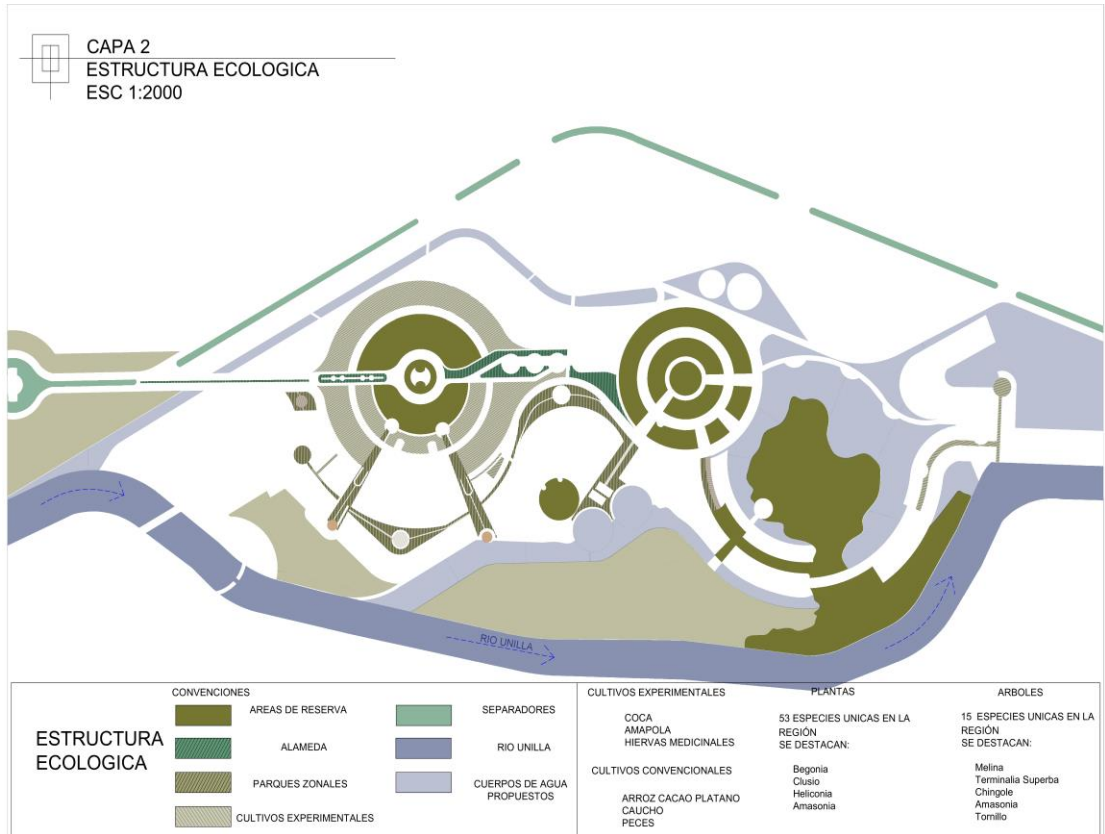 CAPA 2
ESTRUCTURA ECOLOGICA
ESC 1:2000
RIO UNILLA
ESTRUCTURA
ECOLOGICA
CONVENCIONES
AREAS DE RESERVA
SEPARADORES
ALAMEDA
RIO UNILLA
PARQUES ZONALES
CUERPOS DE AGUA
PROPUESTOS
CULTIVOS EXPERIMENTALES
CULTIVOS EXPERIMENTALES
COCA
AMAPOLA
HIERVAS MEDICINALES
CULTIVOS CONVENCIONALES
ARROZ CACAO PLATANO
CAUCHO
PECES
PLANTAS
53 ESPECIES UNICAS EN LA
REGIÓN
SE DESTACAN:
Begonia
Clusio
Heliconia
Amasonia
ARBOLES
15 ESPECIES UNICAS EN LA
REGIÓN
SE DESTACAN:
Melina
Terminalia Superba
Chingole
Amasonia
Tornillo